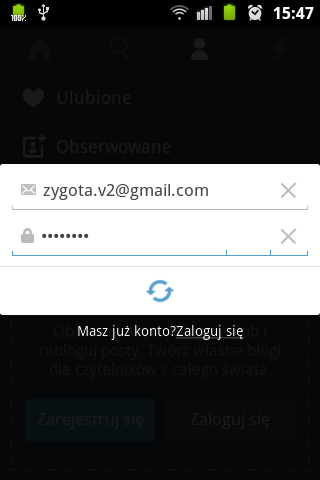 100%
15:47
Ulubione
Obserwowane
zygota.v2@gmail.com
••••••••
Masz już konto?Zaloguj się
rebloguj posty. Twórz własne blogi
dla czytelników z całego świata.
Zarejestruj się
Zaloguj się